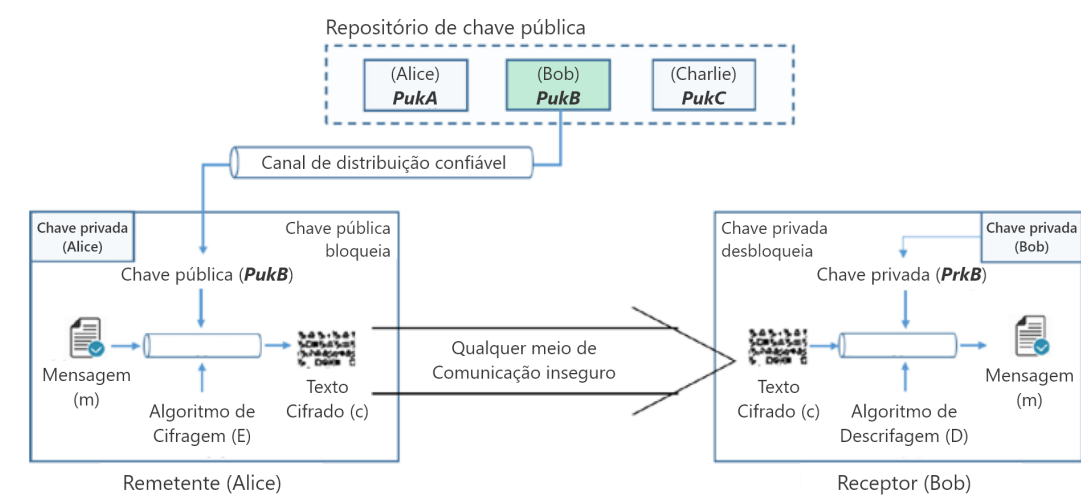 Repositório de chave pública
(Alice)
PukA
(Bob)
PukB
(Charlie)
PukC
Canal de distribuição confiável
Chave privada
(Alice)
Chave pública
bloqueia
Chave pública (PukB)
Mensagem
(m)
Algoritmo de
Cifragem (E)
Texto
Cifrado (c)
Remetente (Alice)
Qualquer meio de
Comunicação inseguro
Chave privada
desbloqueia
Chave privada
(Bob)
Chave privada (PrkB)
Texto
Cifrado (c)
Algoritmo de
Descrifagem (D)
Mensagem
(m)
Receptor (Bob)